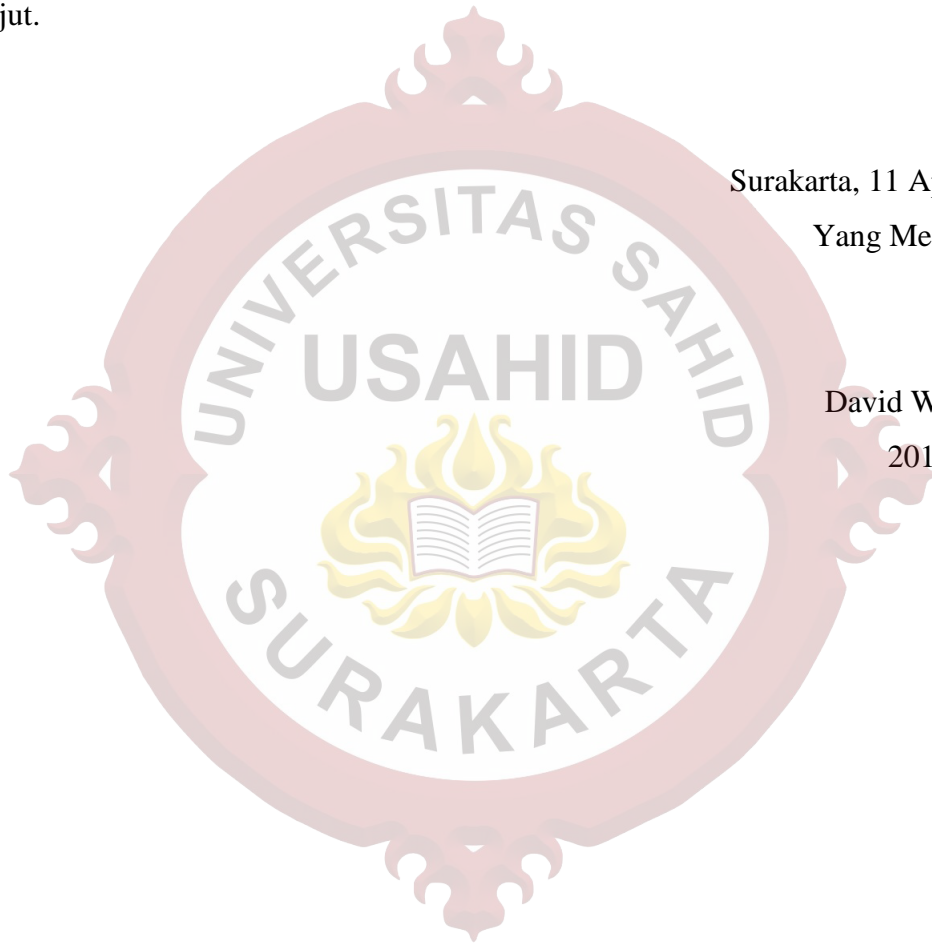 jut.
Surakarta, 11 A
Yang Me
UNIVERSITAS SAHID
USAHID
David W
201
SURAKARTA